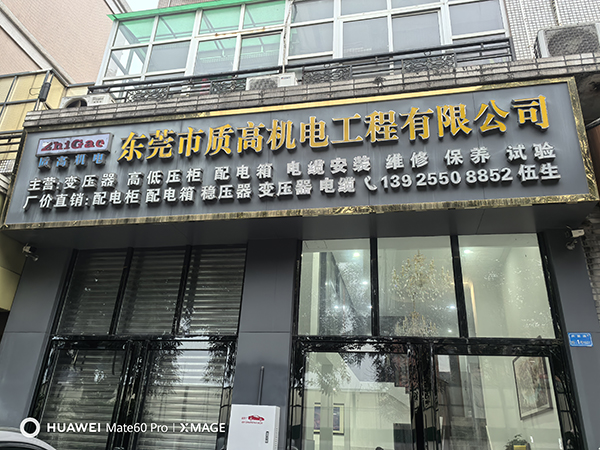 ZhiGao
质高机电
东莞市质高机电工程有限公司
主营:变压器 高低压柜 配电箱 电缆安装 维修 保养 试验
厂价直销:配电柜 配电箱 稳压器 变压器 电缆 139 2550 8852 伍生
HUAWEI Mate60 Pro | XMAGE